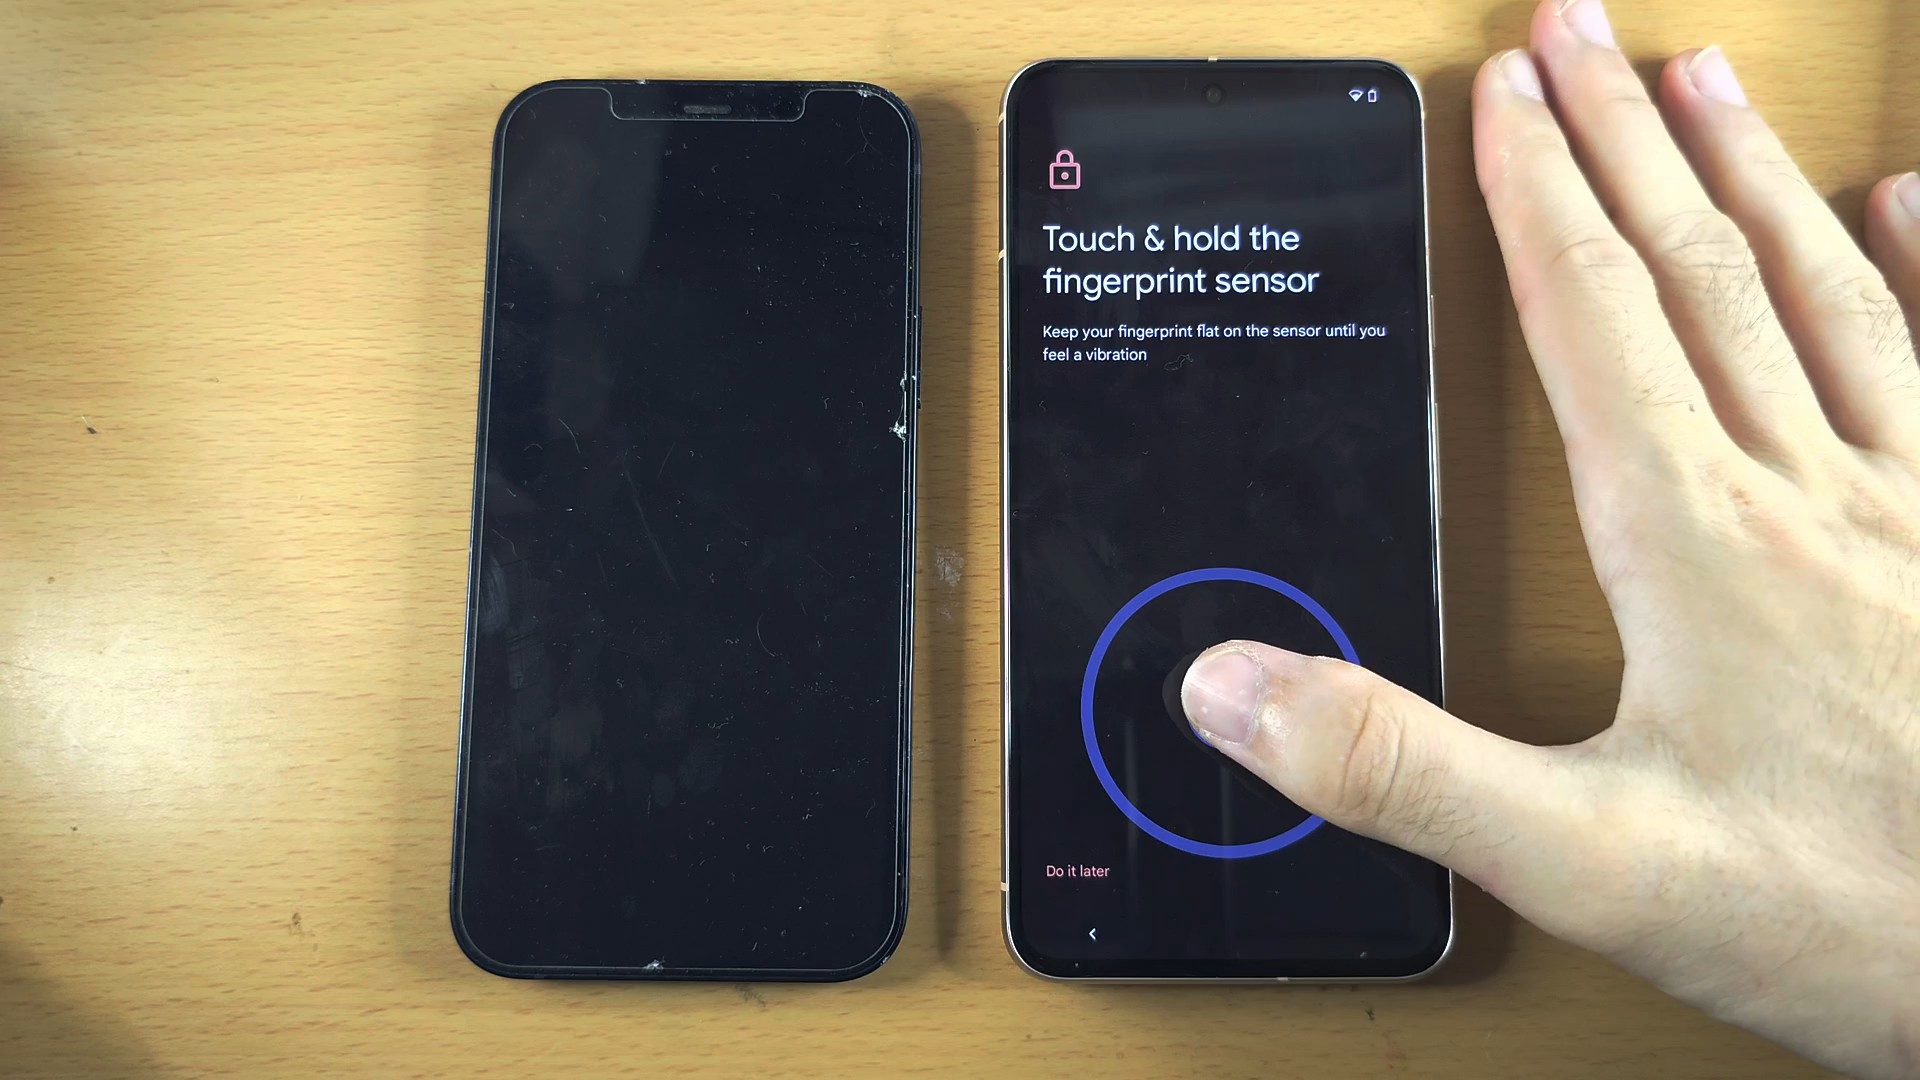 Touch & hold the
fingerprint sensor
Keep your fingerprint flat on the sensor until you
feel a vibration
Do it later